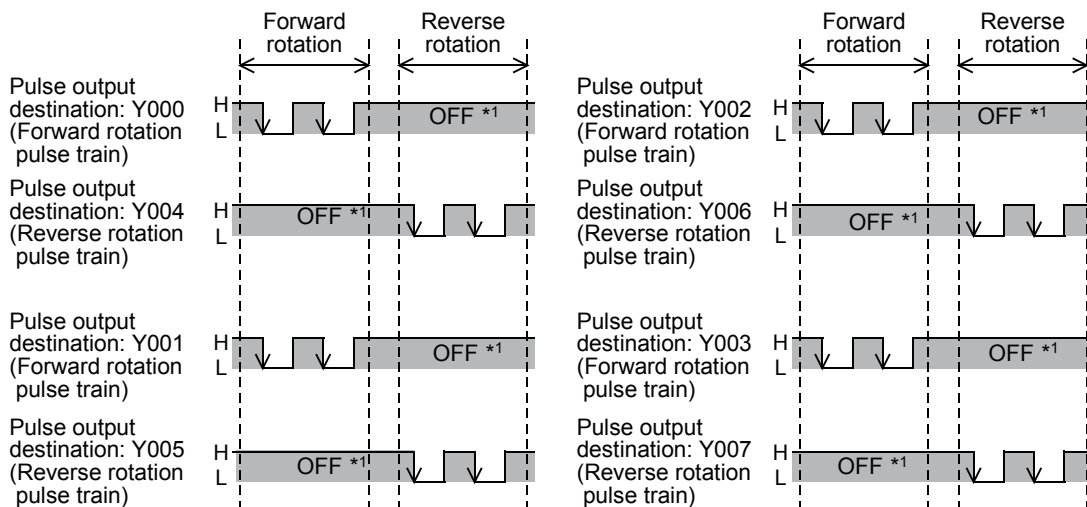 Forward
rotation
Reverse
rotation
Pulse output
destination: Y000
(Forward rotation
pulse train)
H
L
OFF *1
Pulse output
destination: Y004
(Reverse rotation
pulse train)
H
L
OFF *1
Pulse output
destination: Y001
(Forward rotation
pulse train)
H
L
OFF *1
Pulse output
destination: Y005
(Reverse rotation
pulse train)
H
L
OFF *1
Forward
rotation
Reverse
rotation
Pulse output
destination: Y002
(Forward rotation
pulse train)
H
L
OFF *1
Pulse output
destination: Y006
(Reverse rotation
pulse train)
H
L
OFF *1
Pulse output
destination: Y003
(Forward rotation
pulse train)
H
L
OFF *1
Pulse output
destination: Y007
(Reverse rotation
pulse train)
H
L
OFF *1